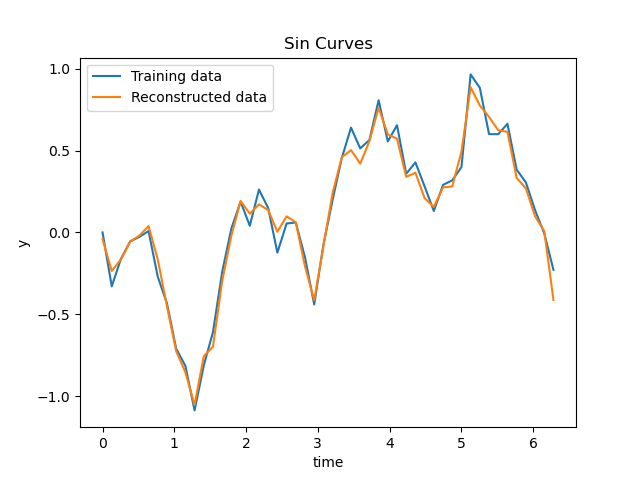 Sin Curves
Training data
Reconstructed data
1.0
0.5
0.0
−0.5
−1.0
y
0 1 2 3 4 5 6
time